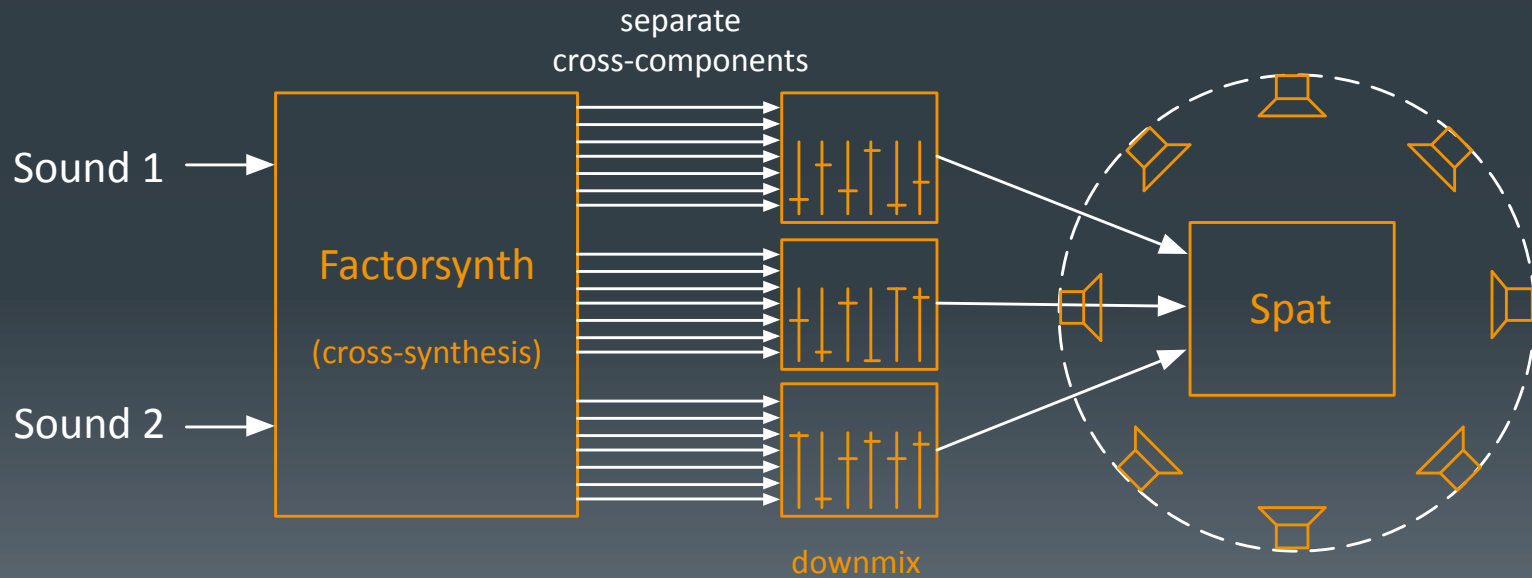 separate
cross-components
Sound 1
Factorsynth
(cross-synthesis)
Spat
Sound 2
downmix